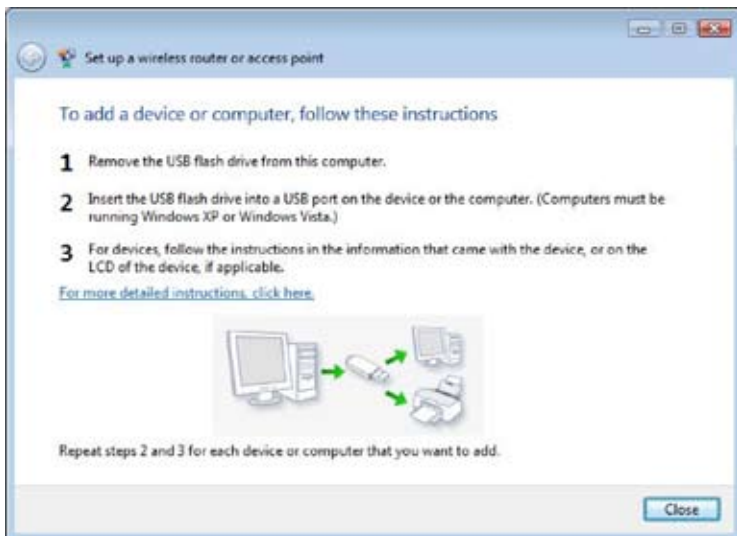 Set up a wireless router or access point
To add a device or computer, follow these instructions
1 Remove the USB flash drive from this computer.
2 Insert the USB flash drive into a USB port on the device or the computer. (Computers must be
running Windows XP or Windows Vista.)
3 For devices, follow the instructions in the information that came with the device, or on the
LCD of the device, if applicable.
For more detailed instructions, click here.
Repeat steps 2 and 3 for each device or computer that you want to add.
Close